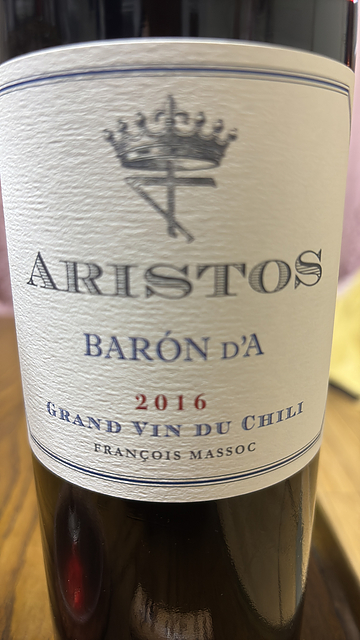 ARISTOS
BARÓN D'A
2016
GRAND VIN DU CHILI
FRANÇOIS MASSOC